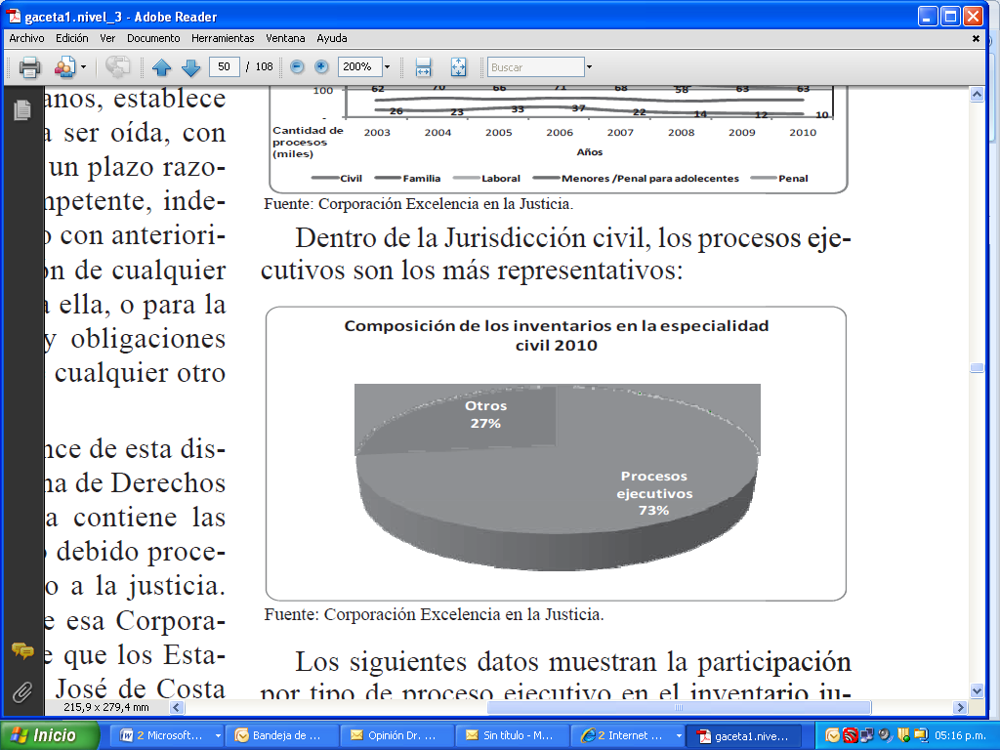 gaceta1.nivel_3 - Adobe Reader
Archivo Edición Ver Documento Herramientas Ventana Ayuda
50 / 108 200% Buscar
anos, establece
a ser oída, con
un plazo razo-
mpetente, inde-
o con anteriori-
ón de cualquier
a ella, o para la
y obligaciones
cualquier otro
nce de esta dis-
na de Derechos
a contiene las
o debido proce-
o a la justicia.
e esa Corpora-
e que los Esta-
José de Costa
100 62 70 66 71 68 58 63 63
- 26 23 33 37 22 14 12 10
Cantidad de procesos (miles)
2003 2004 2005 2006 2007 2008 2009 2010
Años
Civil Familia Laboral Menores /Penal para adolecentes Penal
Fuente: Corporación Excelencia en la Justicia.
Dentro de la Jurisdicción civil, los procesos eje-
cutivos son los más representativos:
Composición de los inventarios en la especialidad
civil 2010
Otros
27%
Procesos
ejecutivos
73%
Fuente: Corporación Excelencia en la Justicia.
Los siguientes datos muestran la participación
por tipo de proceso ejecutivo en el inventario ju-
215,9 x 279,4 mm
Inicio 2 Microsoft... Bandeja de ... Opinión Dr. ... Sin título - M... 2 Internet ... gaceta1.nive... 05:16 p.m.